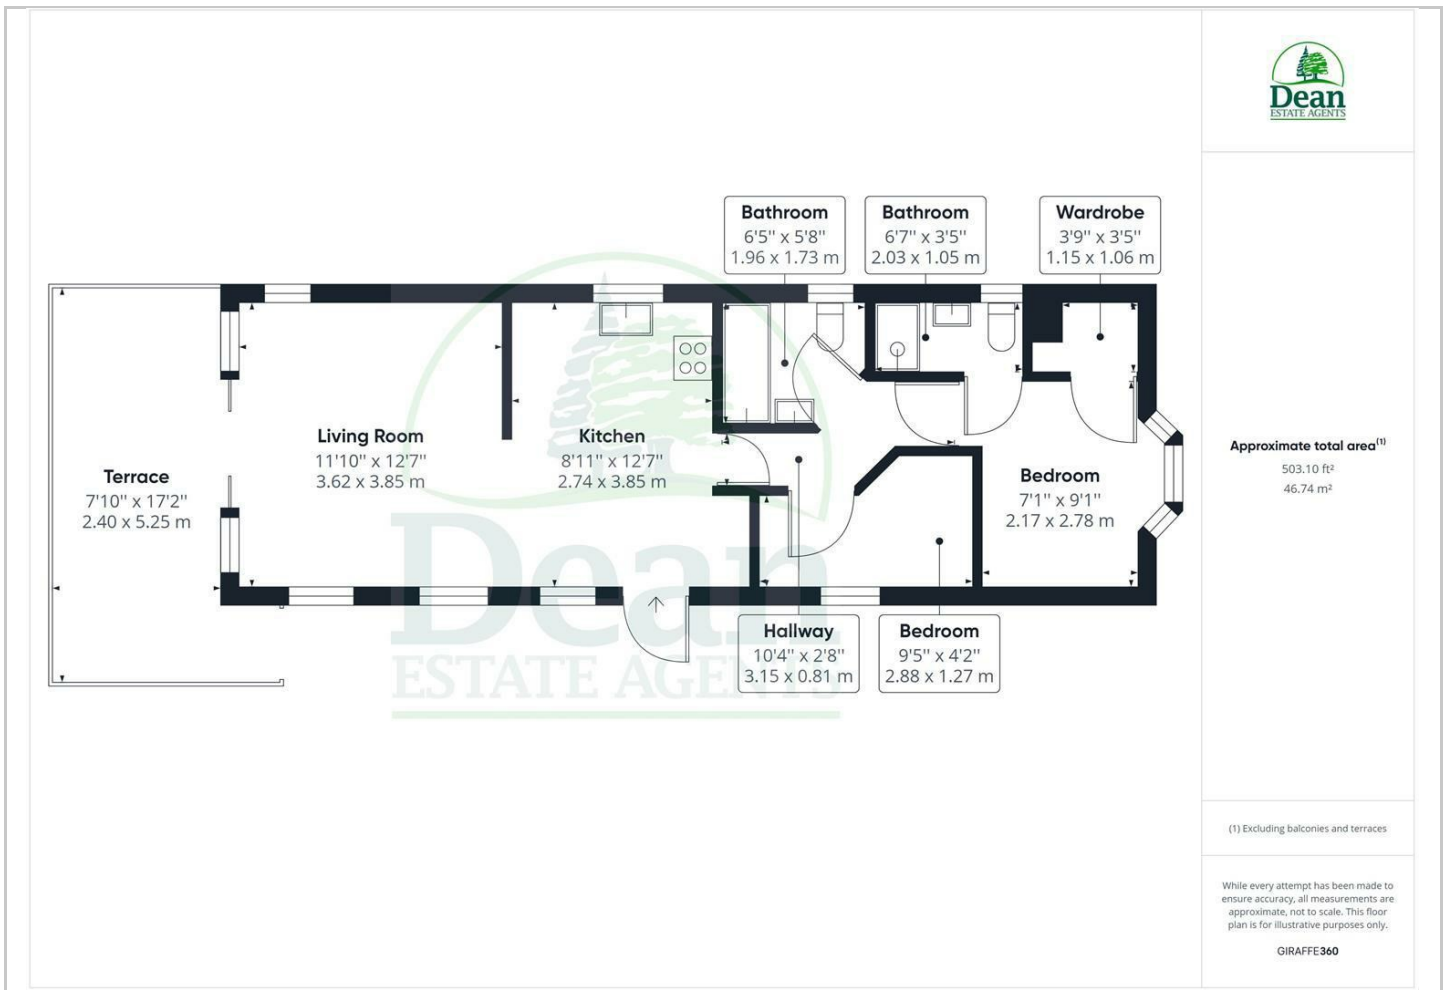 Dean
ESTATE AGENTS
Bathroom
6'5'' x 5'8''
1.96 x 1.73 m
Bathroom
6'7'' x 3'5''
2.03 x 1.05 m
Wardrobe
3'9'' x 3'5''
1.15 x 1.06 m
Living Room
11'10'' x 12'7''
3.62 x 3.85 m
Kitchen
8'11'' x 12'7''
2.74 x 3.85 m
Terrace
7'10'' x 17'2''
2.40 x 5.25 m
Bedroom
7'1'' x 9'1''
2.17 x 2.78 m
Hallway
10'4'' x 2'8''
3.15 x 0.81 m
Bedroom
9'5'' x 4'2''
2.88 x 1.27 m
Dean
ESTATE AGENTS
Approximate total area(1)
503.10 ft²
46.74 m²
(1) Excluding balconies and terraces
While every attempt has been made to
ensure accuracy, all measurements are
approximate, not to scale. This floor
plan is for illustrative purposes only.
GIRAFFE360